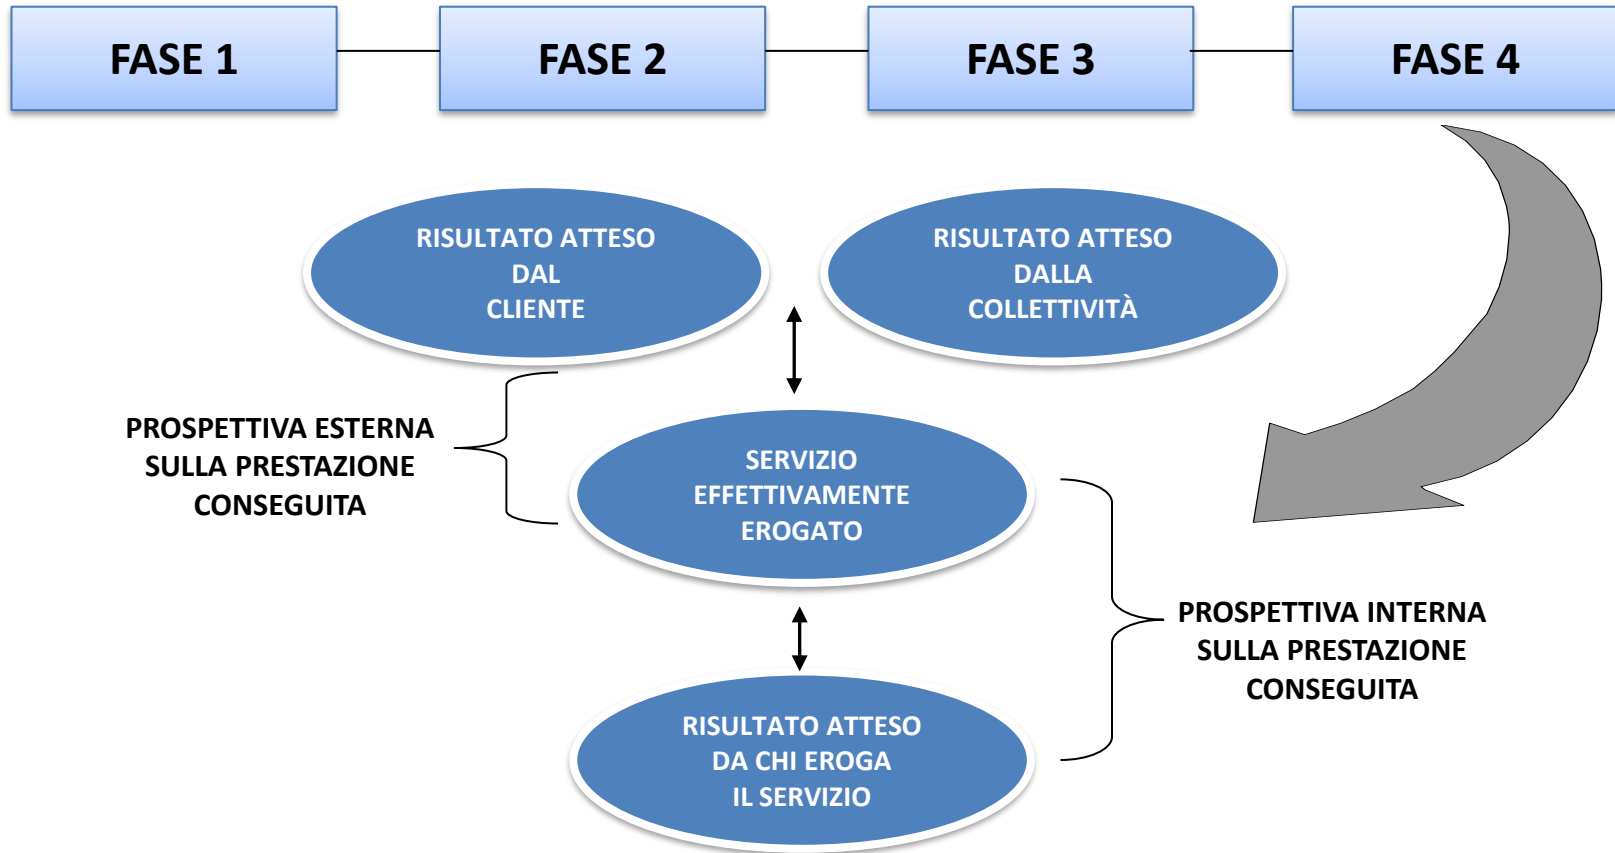 FASE 1
FASE 2
FASE 3
FASE 4
RISULTATO ATTESO
DAL
CLIENTE
RISULTATO ATTESO
DALLA
COLLETTIVITÀ
PROSPETTIVA ESTERNA
SULLA PRESTAZIONE
CONSEGUITA
SERVIZIO
EFFETTIVAMENTE
EROGATO
PROSPETTIVA INTERNA
SULLA PRESTAZIONE
CONSEGUITA
RISULTATO ATTESO
DA CHI EROGA
IL SERVIZIO